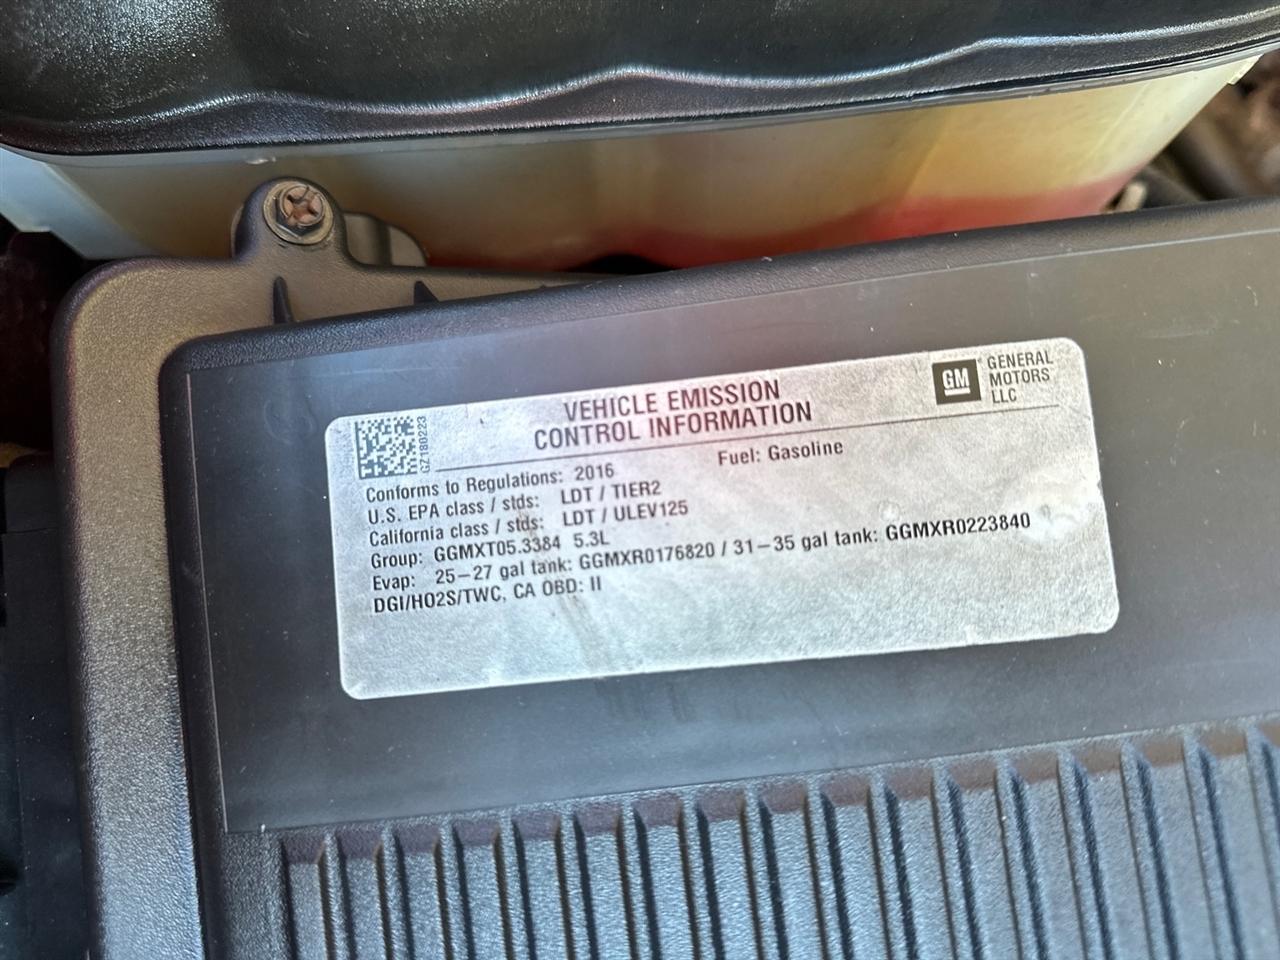 GZ180223
VEHICLE EMISSION
CONTROL INFORMATION
GM
GENERAL
MOTORS
LLC
Conforms to Regulations: 2016 Fuel: Gasoline
U.S. EPA class / stds: LDT / TIER2
California class / stds: LDT / ULEV125
Group: GGMXT05.3384 5.3L
Evap: 25-27 gal tank: GGMXR0176820 / 31-35 gal tank: GGMXR0223840
DGI/HO2S/TWC, CA OBD: II